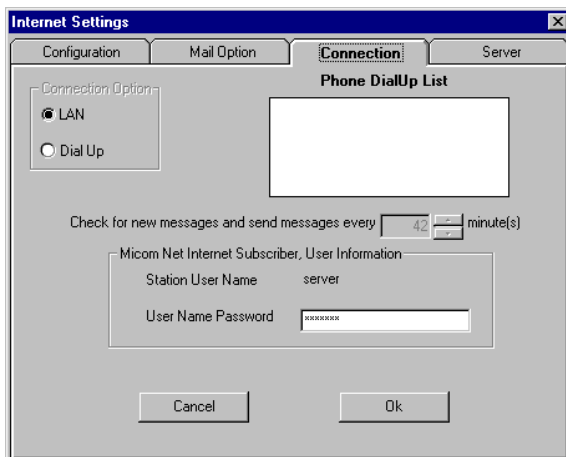 Internet Settings
Configuration
Mail Option
Connection
Server
Connection Option
LAN
Dial Up
Phone DialUp List
Check for new messages and send messages every 42 minute(s)
Micom Net Internet Subscriber, User Information
Station User Name server
User Name Password xxxxxxx
Cancel
Ok